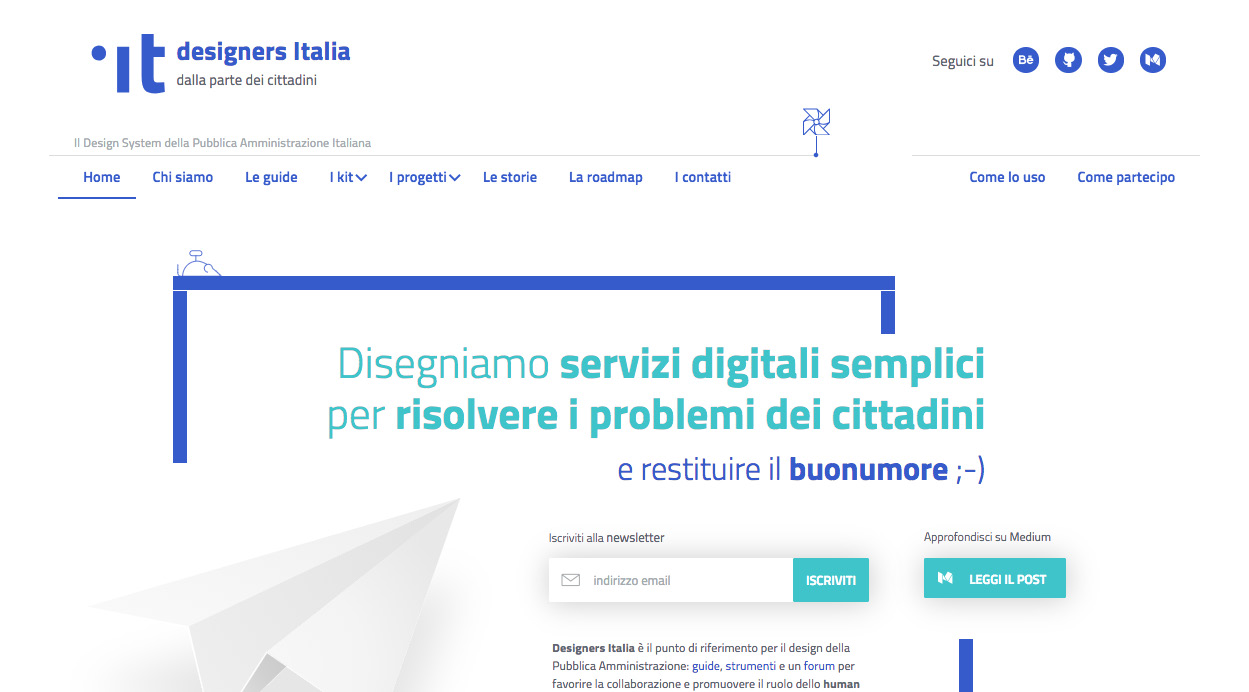 designers Italia
dalla parte dei cittadini
Seguici su
Bē
Il Design System della Pubblica Amministrazione Italiana
Home Chi siamo Le guide I kit I progetti Le storie La roadmap I contatti Come lo uso Come partecipo
Disegniamo servizi digitali semplici
per risolvere i problemi dei cittadini
e restituire il buonumore ;-)
Iscriviti alla newsletter
indirizzo email
ISCRIVITI
Approfondisci su Medium
LEGGI IL POST
Designers Italia è il punto di riferimento per il design della
Pubblica Amministrazione: guide, strumenti e un forum per
favorire la collaborazione e promuovere il ruolo dello human